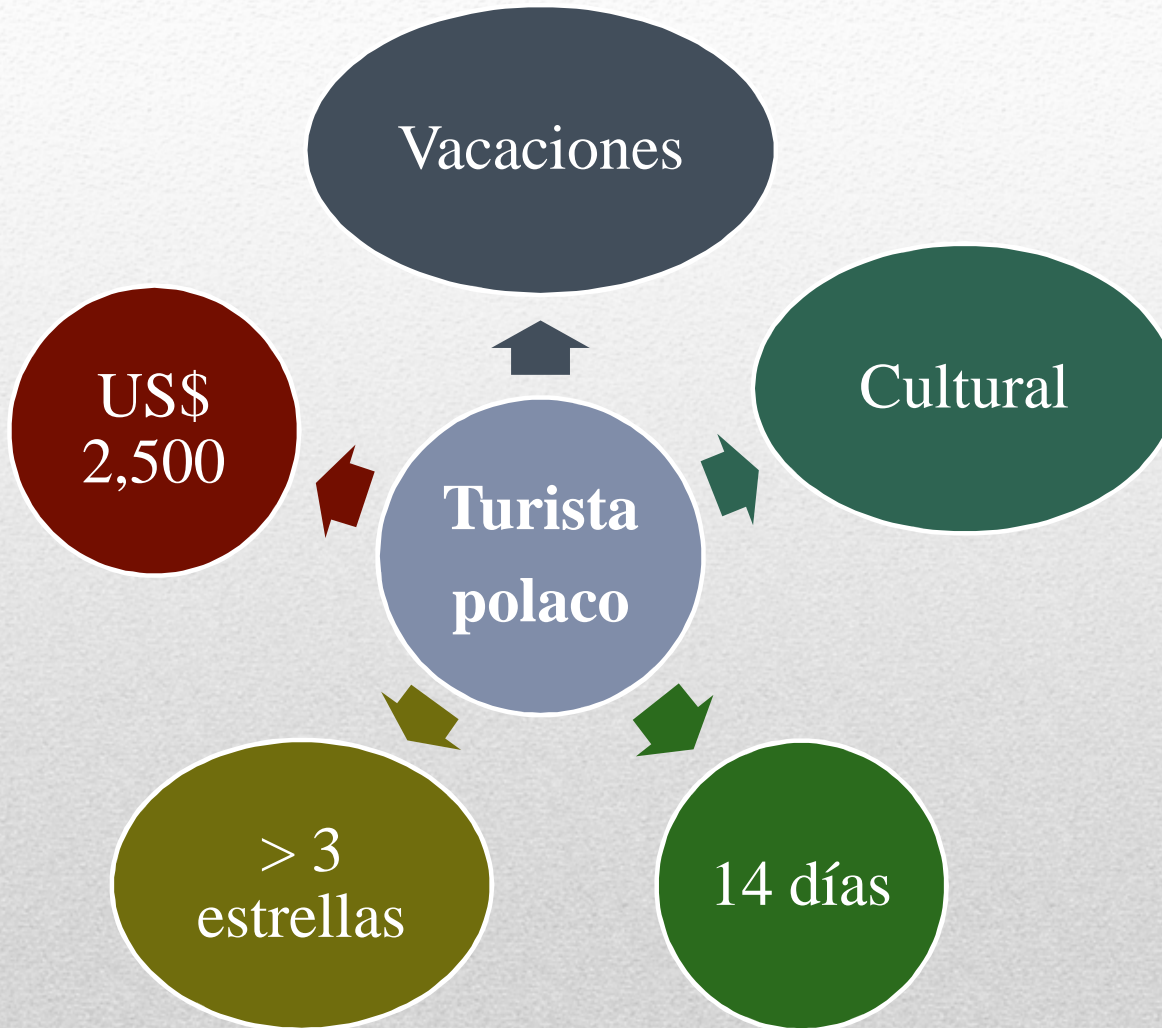 Vacaciones
Cultural
US$
2,500
Turista
polaco
> 3
estrellas
14 días